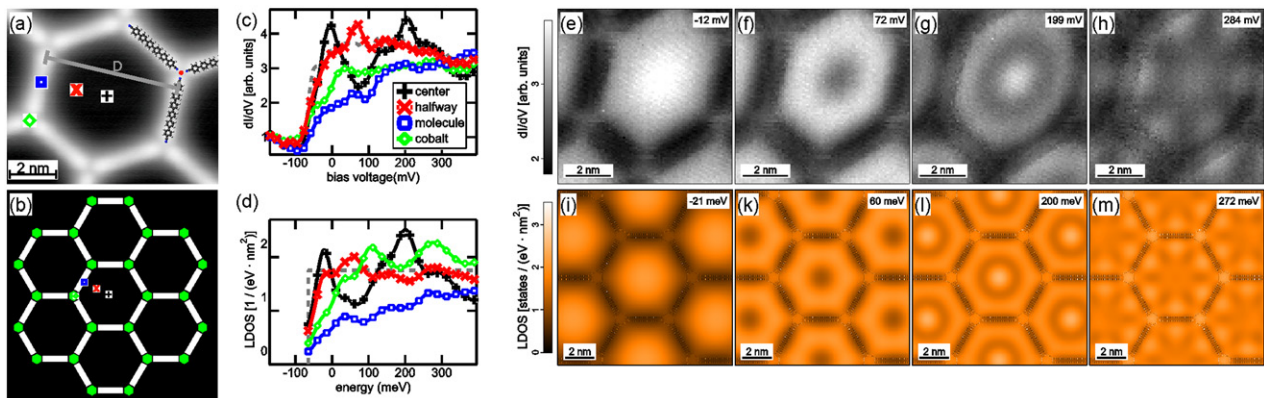 (a)
D
2 nm
(b)
(c)
dI/dV [arb. units]
4
3
2
1
center
halfway
molecule
cobalt
-100 0 100 200 300
bias voltage(mV)
(d)
LDOS [1 / (eV · nm²)]
2
1
0
-100 0 100 200 300
energy (meV)
dI/dV [arb. units]
3
2
(e)
-12 mV
2 nm
(f)
72 mV
2 nm
(g)
199 mV
2 nm
(h)
284 mV
2 nm
LDOS [states / (eV · nm²)]
3
2
1
0
(i)
-21 meV
2 nm
(k)
60 meV
2 nm
(l)
200 meV
2 nm
(m)
272 meV
2 nm